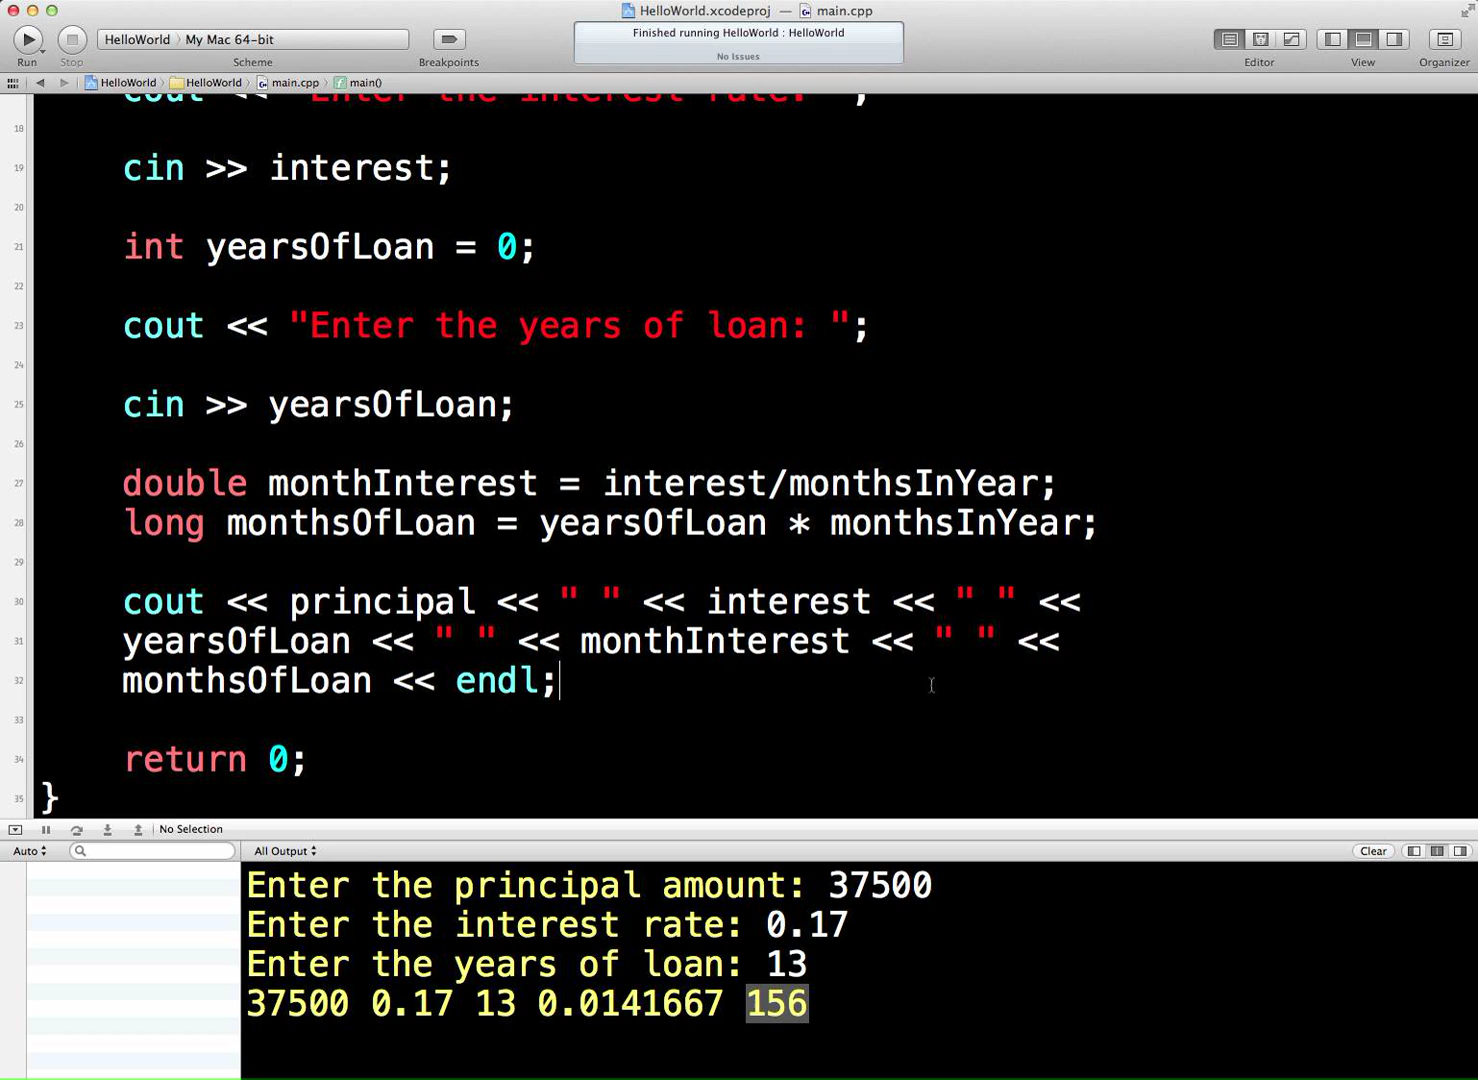 HelloWorld.xcodeproj — main.cpp
Run Stop HelloWorld My Mac 64-bit Scheme Breakpoints
Finished running HelloWorld : HelloWorld
No Issues
Editor View Organizer
HelloWorld HelloWorld main.cpp main()
cout << "Enter the interest rate: ";
18
19 cin >> interest;
20
21 int yearsOfLoan = 0;
22
23 cout << "Enter the years of loan: ";
24
25 cin >> yearsOfLoan;
26
27 double monthInterest = interest/monthsInYear;
28 long monthsOfLoan = yearsOfLoan * monthsInYear;
29
30 cout << principal << " " << interest << " " <<
31 yearsOfLoan << " " << monthInterest << " " <<
32 monthsOfLoan << endl;
33
34 return 0;
35 }
No Selection
Auto All Output Clear
Enter the principal amount: 37500
Enter the interest rate: 0.17
Enter the years of loan: 13
37500 0.17 13 0.0141667 156